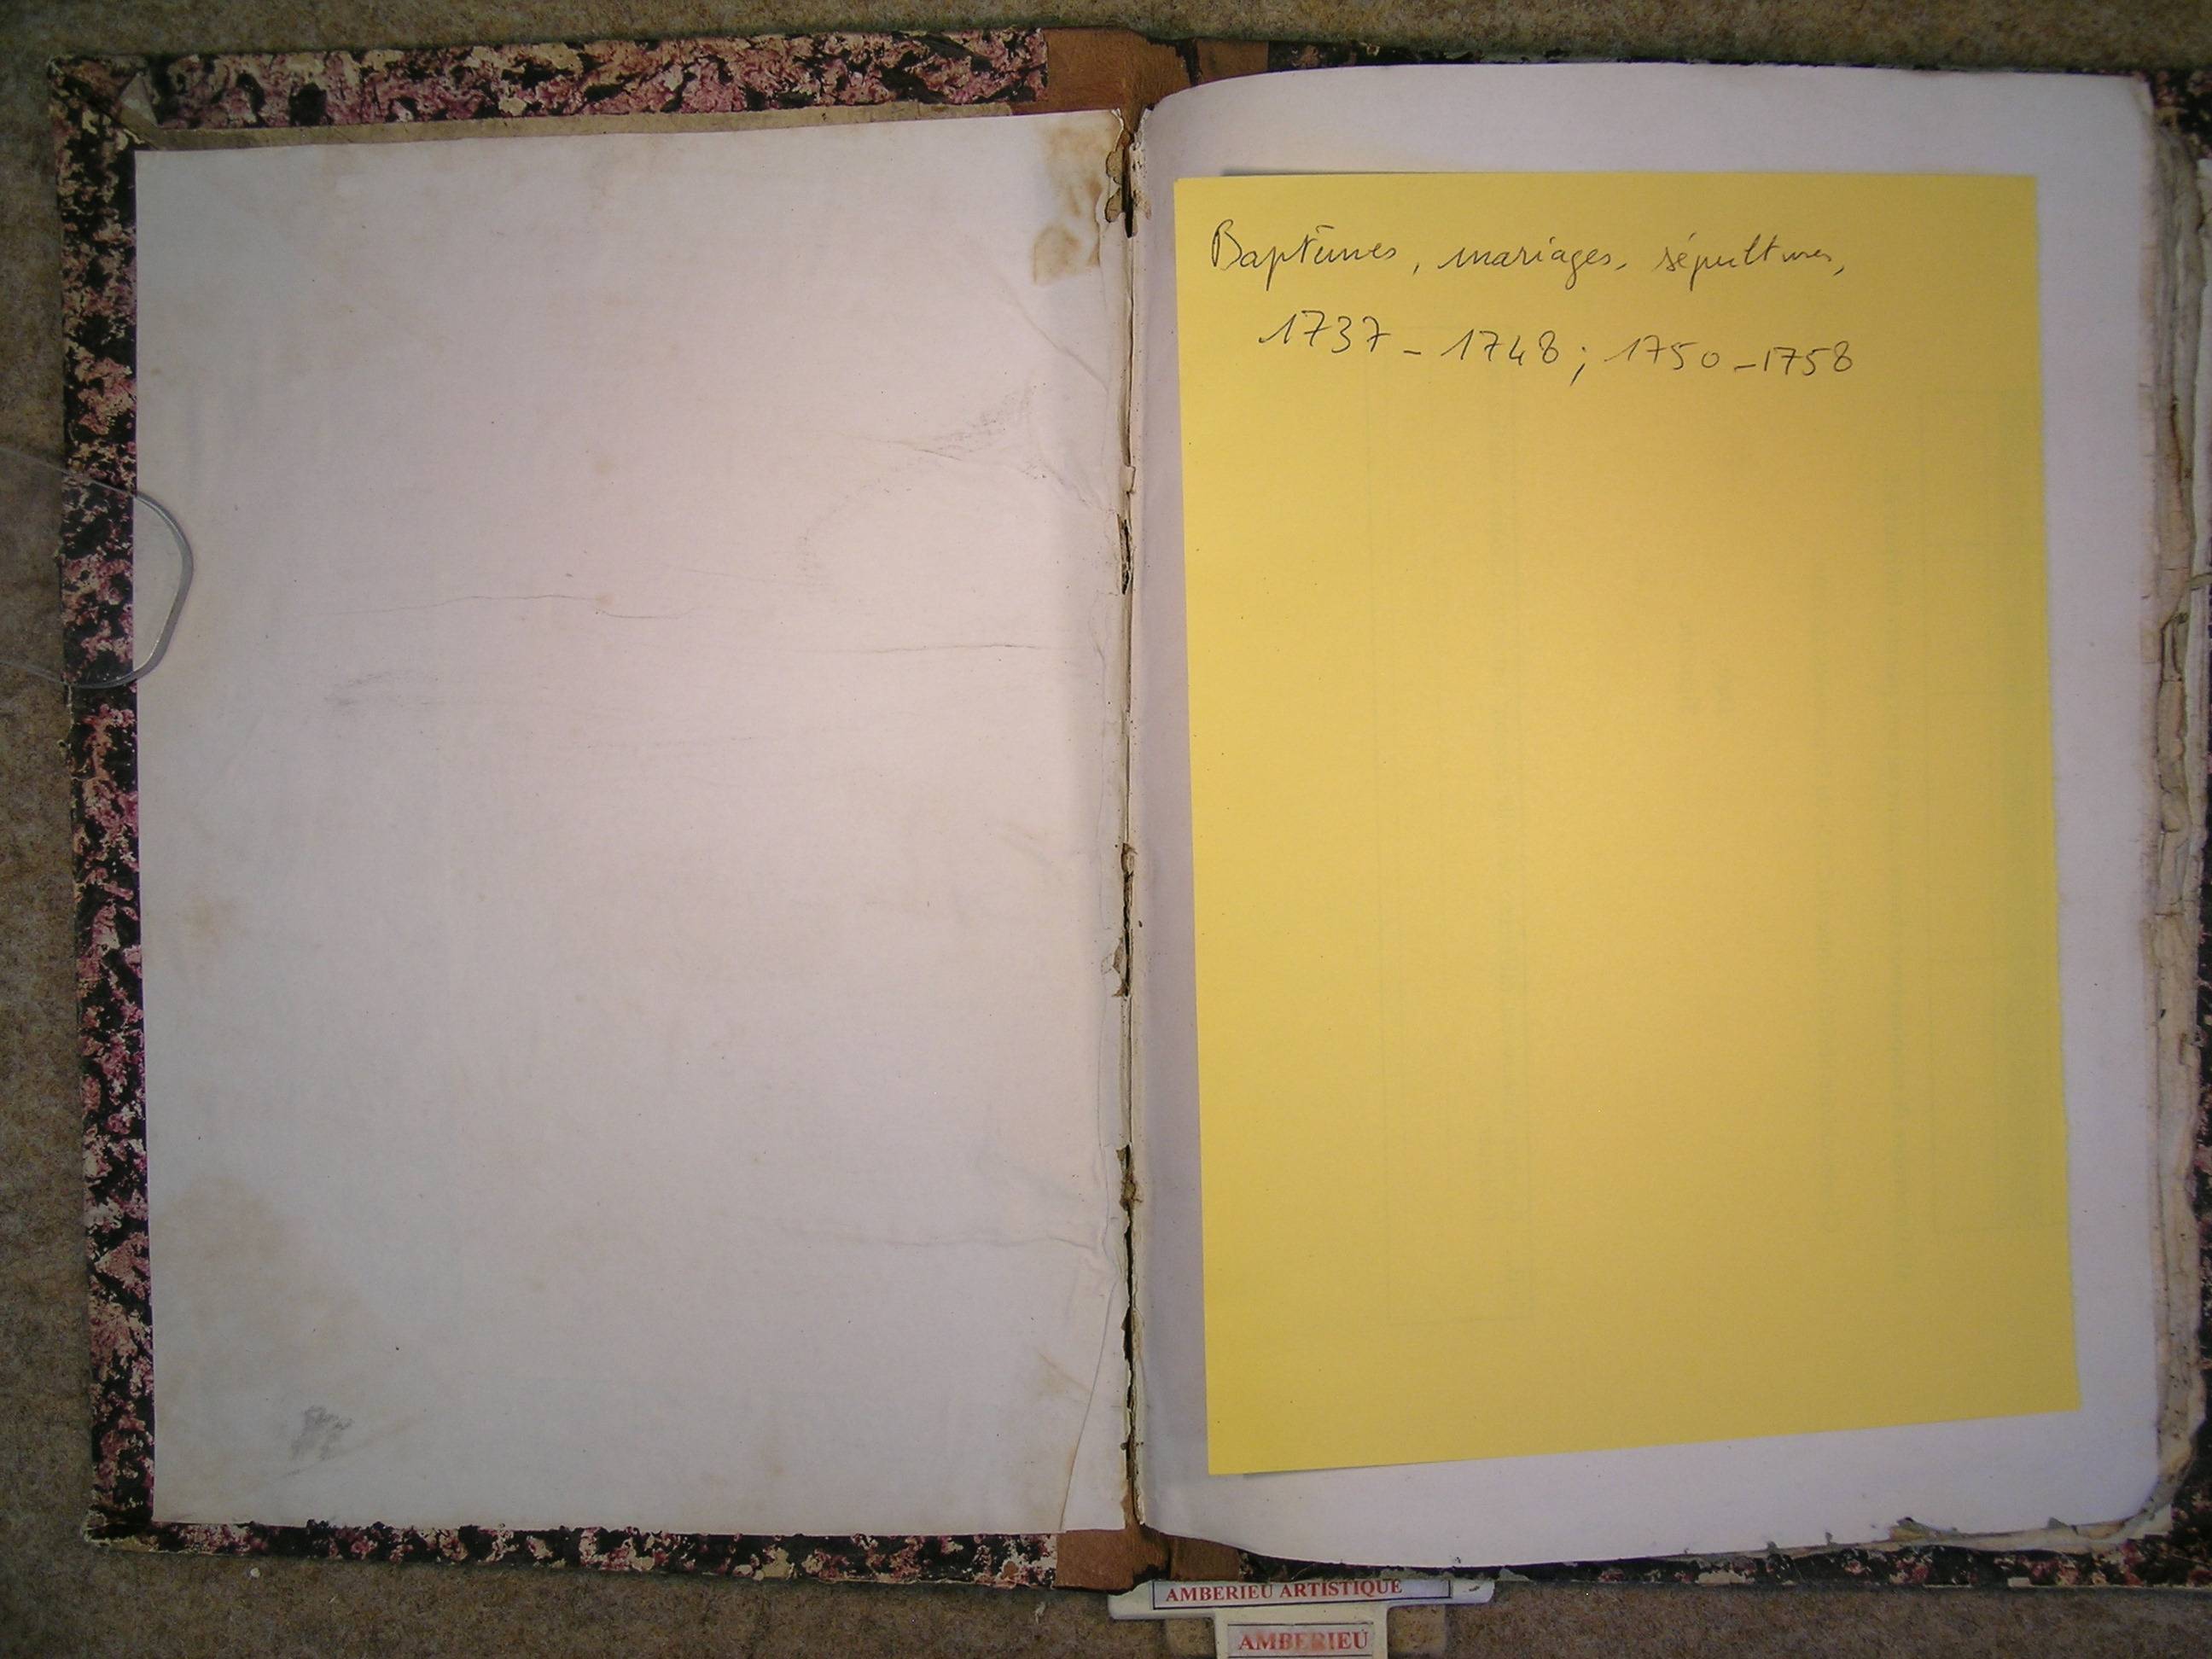 Baptêmes, mariages, sépultures,
1737 - 1748 ; 1750 - 1758
AMBERIEU ARTISTIQUE
AMBERIEU